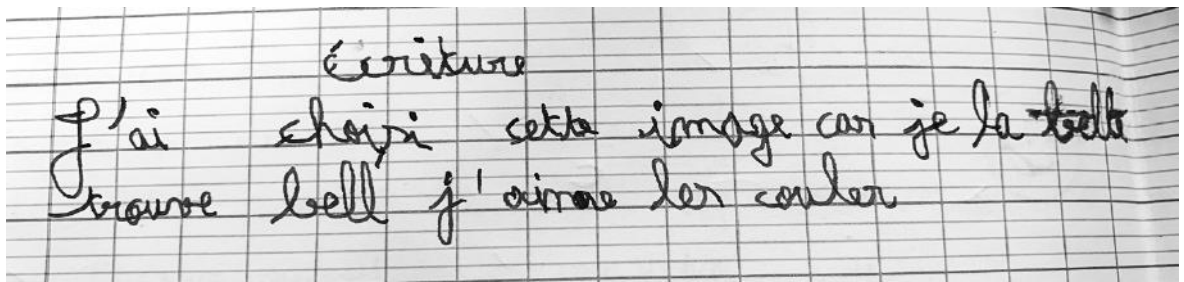 écriture
J'ai choisi cette image car je la
trouve bell j'aime les couler